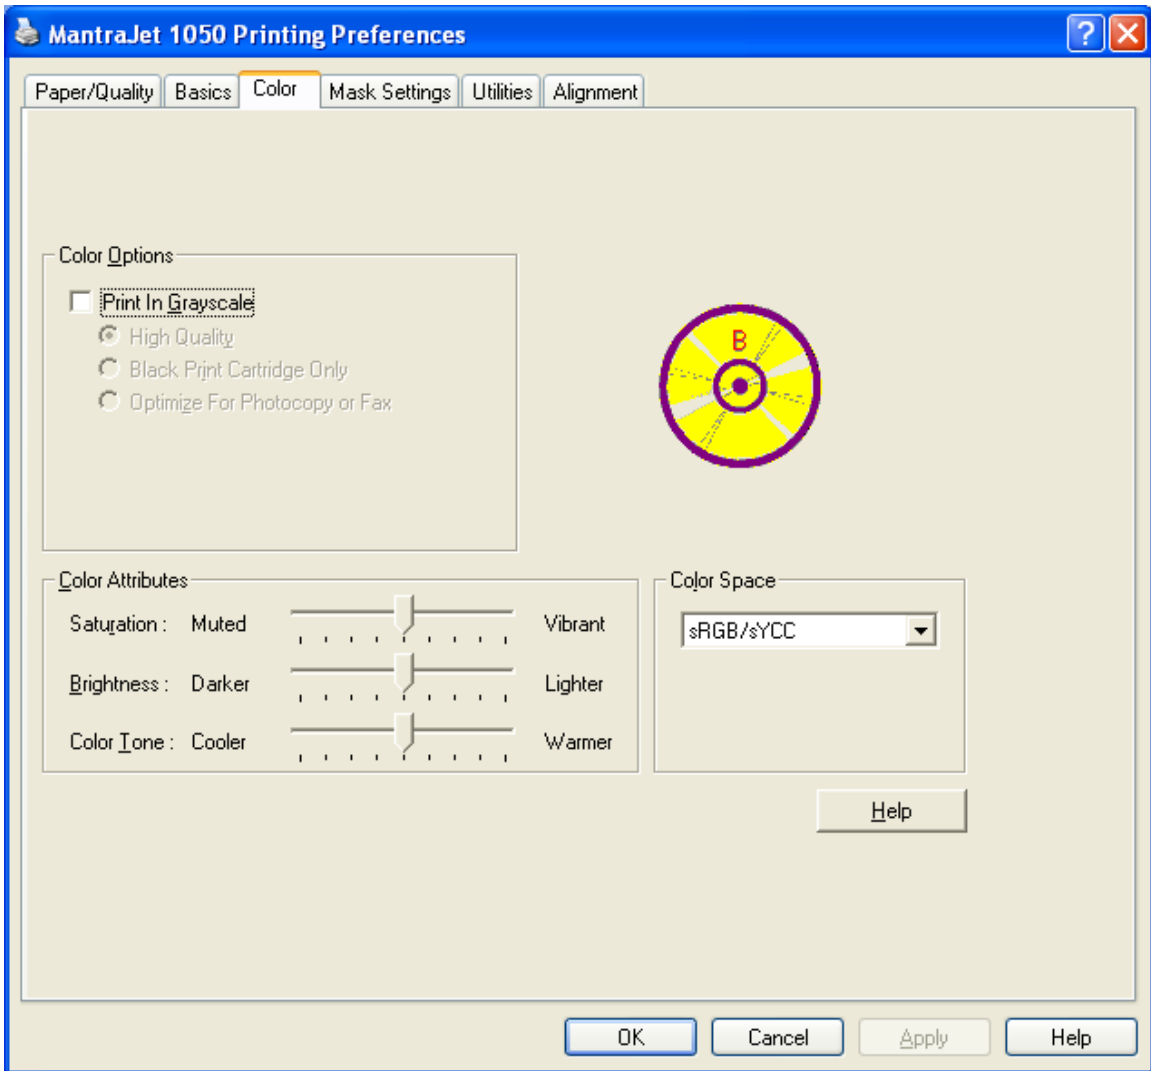 MantraJet 1050 Printing Preferences
Paper/Quality Basics Color Mask Settings Utilities Alignment
Color Options
Print In Grayscale
High Quality
Black Print Cartridge Only
Optimize For Photocopy or Fax
B
Color Attributes
Saturation : Muted Vibrant
Brightness : Darker Lighter
Color Tone : Cooler Warmer
Color Space
sRGB/sYCC
Help
OK Cancel Apply Help